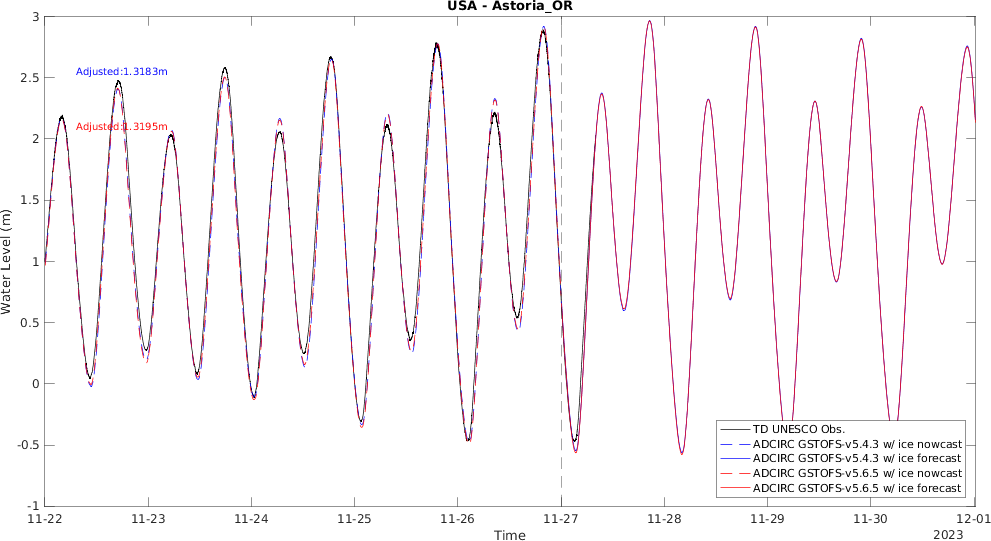 USA - Astoria_OR
3
2.5
2
1.5
1
0.5
0
-0.5
-1
Water Level (m)
Adjusted:1.3183m
Adjusted:1.3195m
TD UNESCO Obs.
ADCIRC GSTOFS-v5.4.3 w/ ice nowcast
ADCIRC GSTOFS-v5.4.3 w/ ice forecast
ADCIRC GSTOFS-v5.6.5 w/ ice nowcast
ADCIRC GSTOFS-v5.6.5 w/ ice forecast
11-22 11-23 11-24 11-25 11-26 11-27 11-28 11-29 11-30 12-01
Time
2023